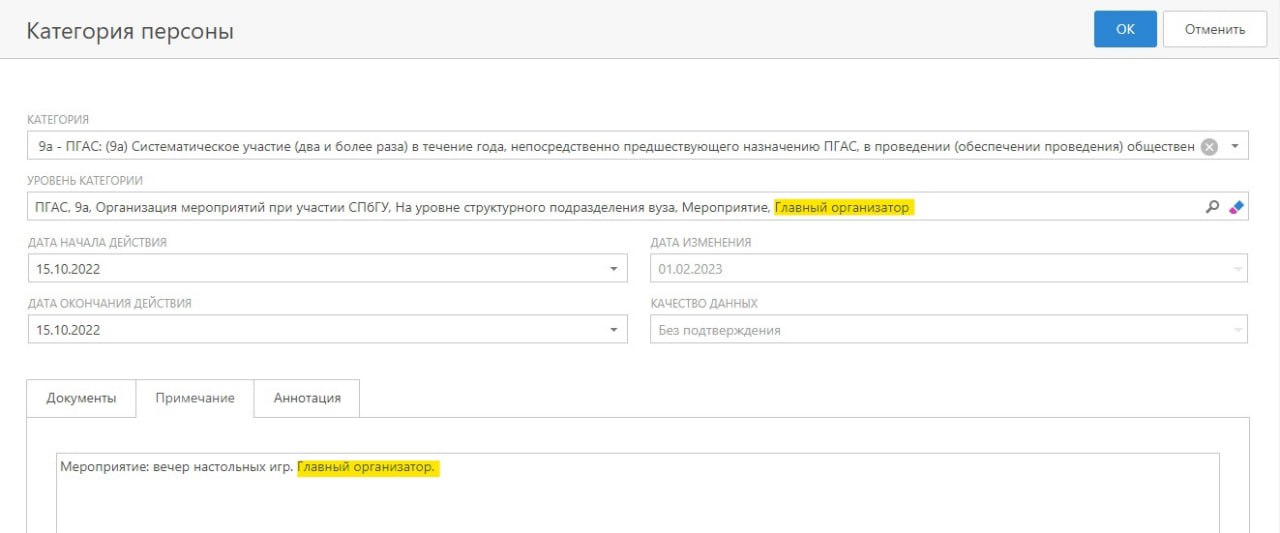 Категория персоны
ОК
Отменить
КАТЕГОРИЯ
9а - ПГАС: (9а) Систематическое участие (два и более раза) в течение года, непосредственно предшествующего назначению ПГАС, в проведении (обеспечении проведения) обществен
УРОВЕНЬ КАТЕГОРИИ
ПГАС, 9а, Организация мероприятий при участии СПбГУ, На уровне структурного подразделения вуза, Мероприятие, Главный организатор
ДАТА НАЧАЛА ДЕЙСТВИЯ
ДАТА ИЗМЕНЕНИЯ
15.10.2022
01.02.2023
ДАТА ОКОНЧАНИЯ ДЕЙСТВИЯ
КАЧЕСТВО ДАННЫХ
15.10.2022
Без подтверждения
Документы
Примечание
Аннотация
Мероприятие: вечер настольных игр. Главный организатор.